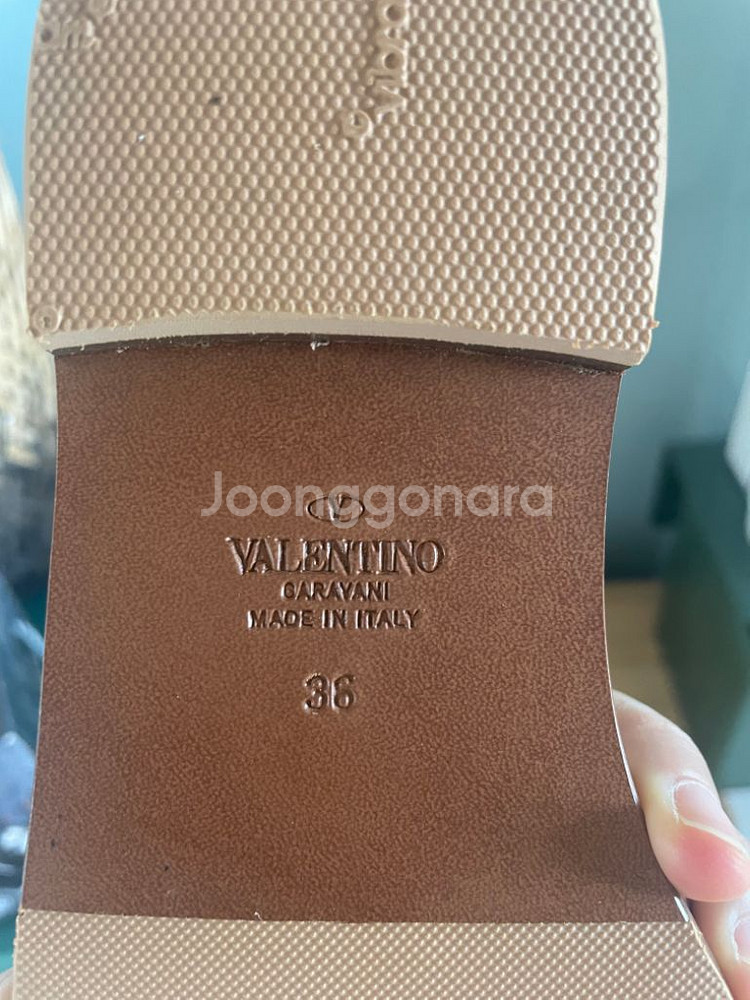 Joonggonara
V
VALENTINO
GARAVANI
MADE IN ITALY
36